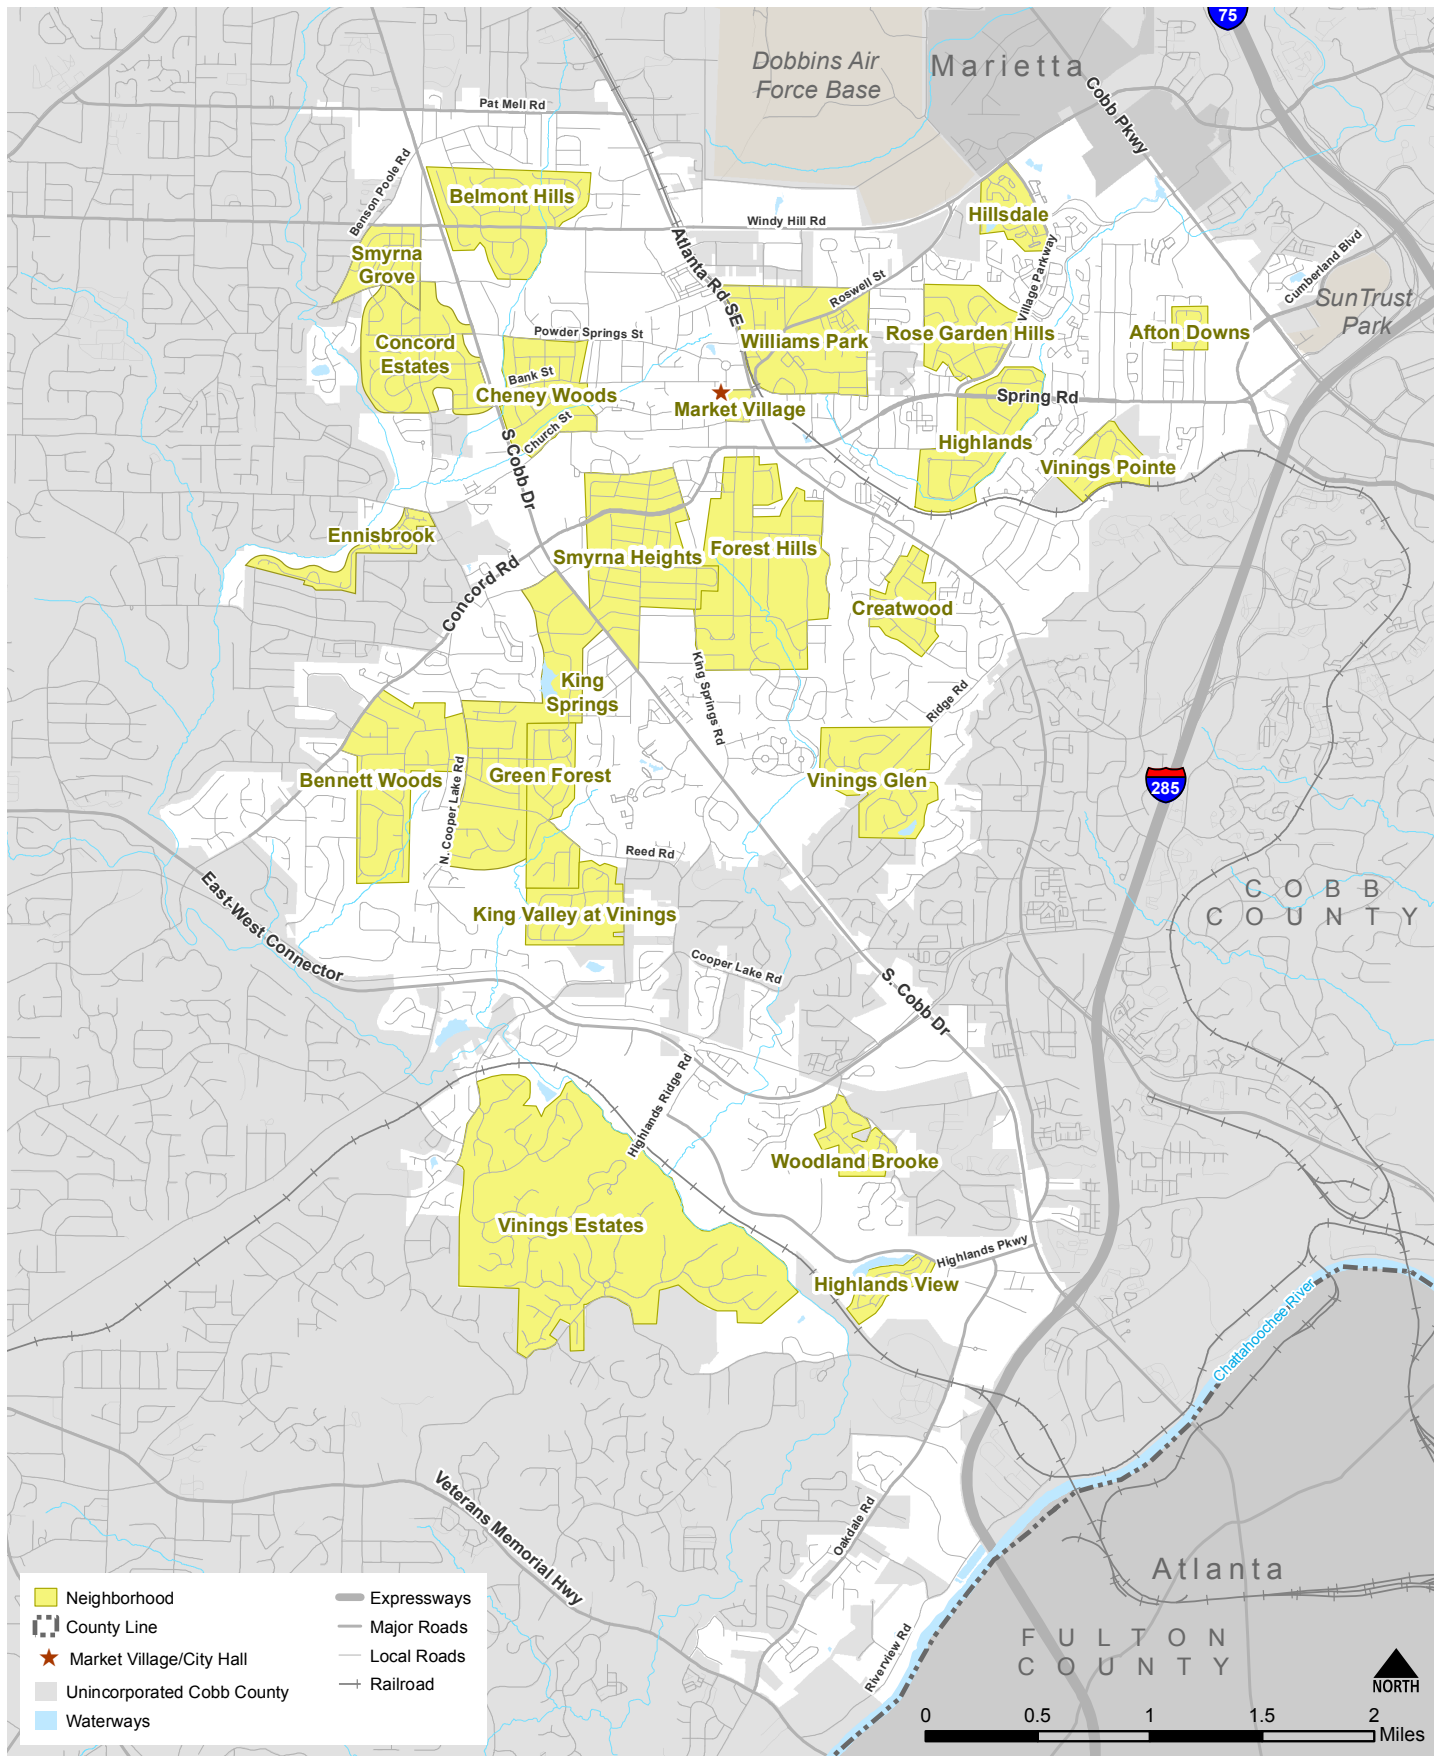 75
Dobbins Air
Force Base
Marietta
Cobb Pkwy
Pat Mell Rd
Benson Poole Rd
Belmont Hills
Hillsdale
Windy Hill Rd
Atlanta Rd SE
Smyrna
Grove
Village Parkway
Cumberland Blvd
SunTrust
Park
Roswell St
Powder Springs St
Williams Park
Rose Garden Hills
Afton Downs
Concord
Estates
Bank St
Cheney Woods
Market Village
Spring Rd
Church St
Highlands
S Cobb Dr
Vinings Pointe
Ennisbrook
Concord Rd
Smyrna Heights
Forest Hills
Creatwood
King
Springs
King Springs Rd
Ridge Rd
Bennett Woods
Green Forest
N. Cooper Lake Rd
Vinings Glen
285
Reed Rd
East-West Connector
King Valley at Vinings
COBB
COUNTY
Cooper Lake Rd
S. Cobb Dr
Highlands Ridge Rd
Woodland Brooke
Vinings Estates
Highlands Pkwy
Highlands View
Chattahoochee River
Veterans Memorial Hwy
Oakdale Rd
Atlanta
Riverview Rd
FULTON
COUNTY
Neighborhood
County Line
Market Village/City Hall
Unincorporated Cobb County
Waterways
Expressways
Major Roads
Local Roads
Railroad
NORTH
0 0.5 1 1.5 2
Miles